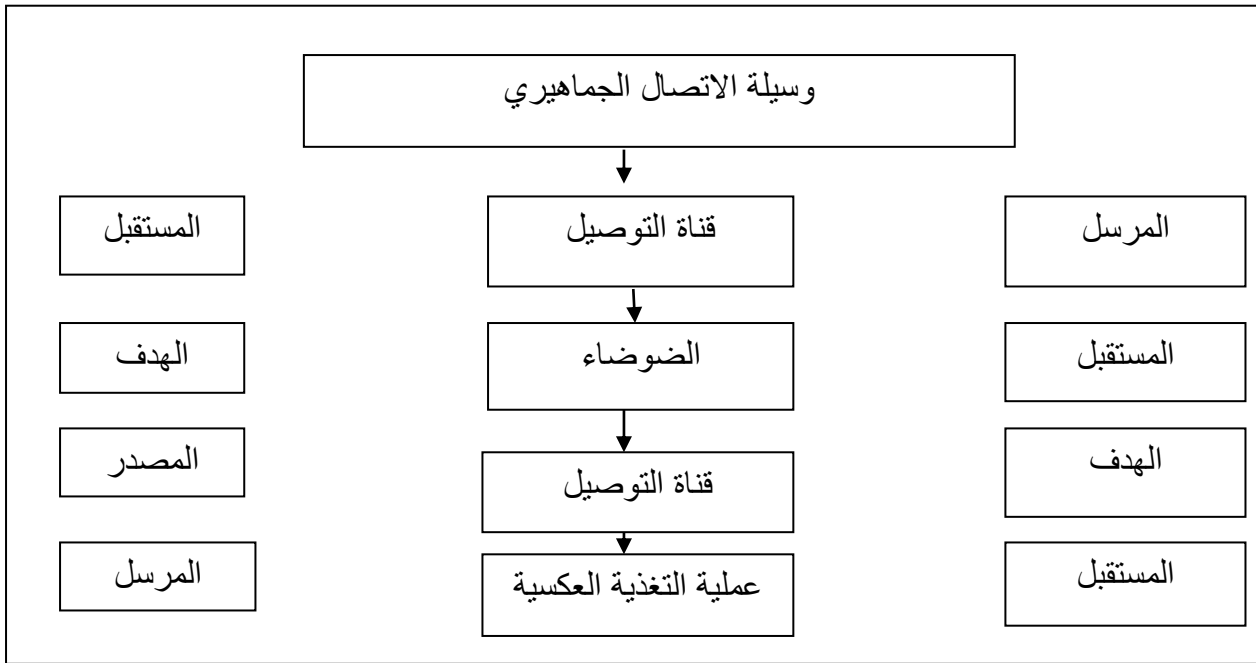 وسيلة الاتصال الجماهيري
المرسل
قناة التوصيل
المستقبل
المستقبل
الضوضاء
الهدف
الهدف
قناة التوصيل
المصدر
المستقبل
عملية التغذية العكسية
المرسل